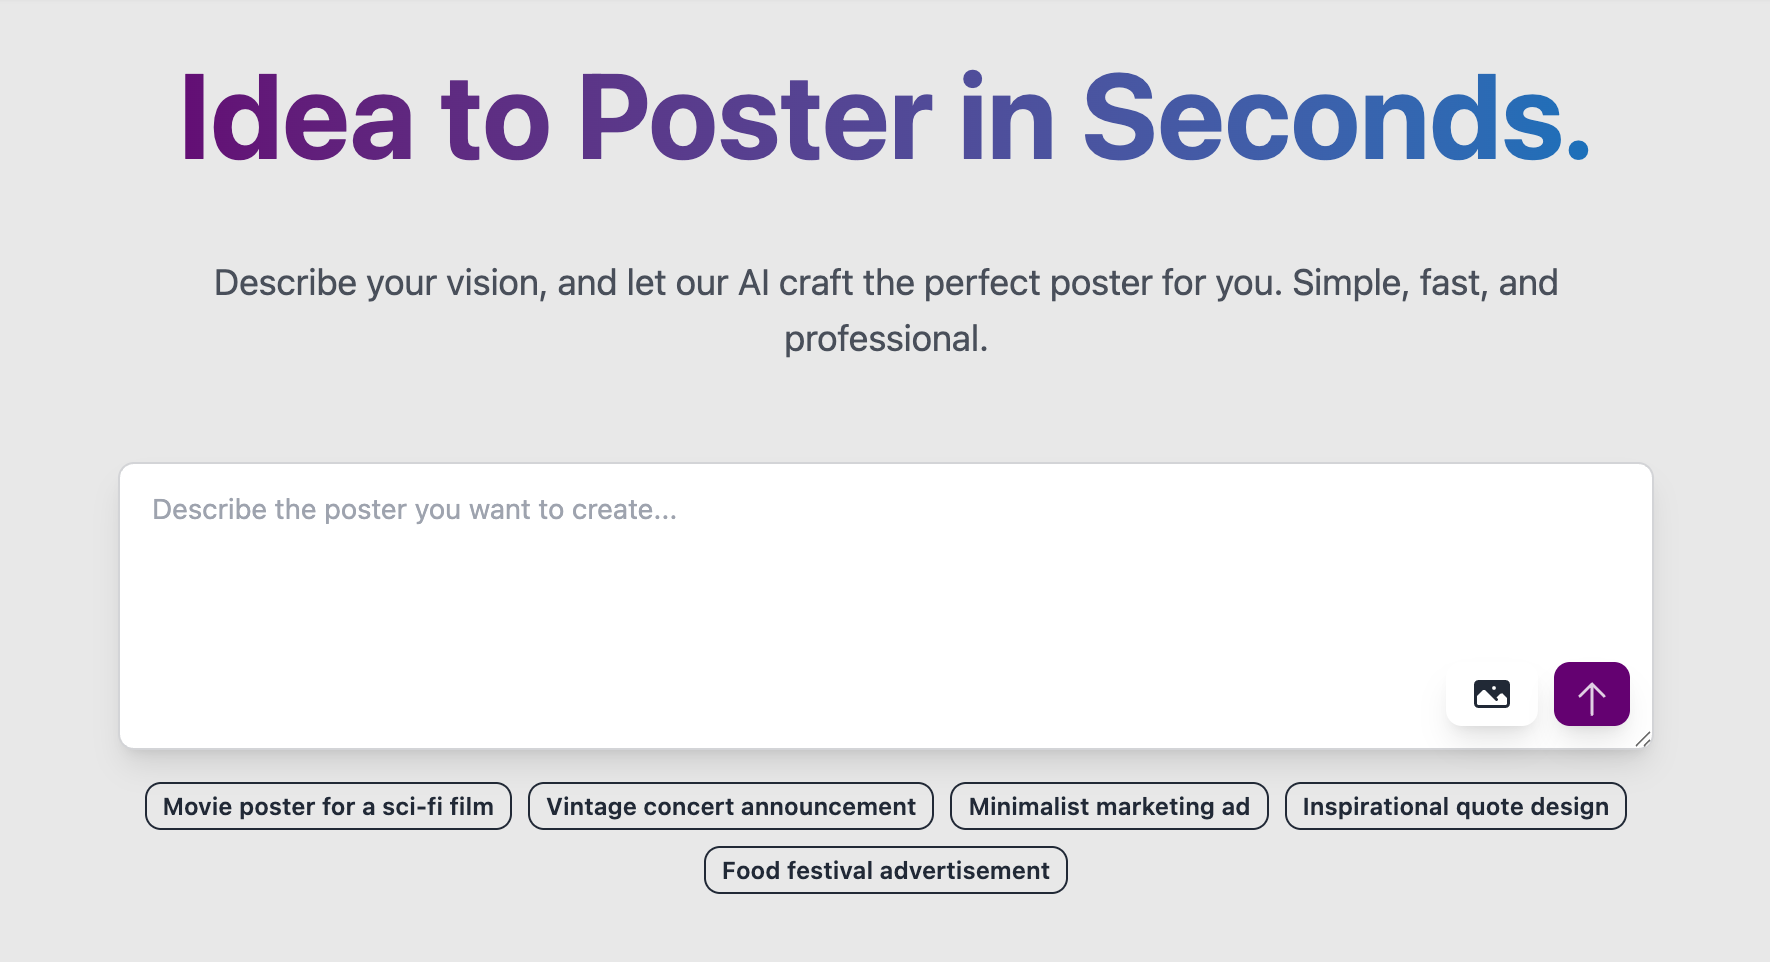 Idea to Poster in Seconds.
Describe your vision, and let our AI craft the perfect poster for you. Simple, fast, and
professional.
Describe the poster you want to create...
Movie poster for a sci-fi film
Vintage concert announcement
Minimalist marketing ad
Inspirational quote design
Food festival advertisement